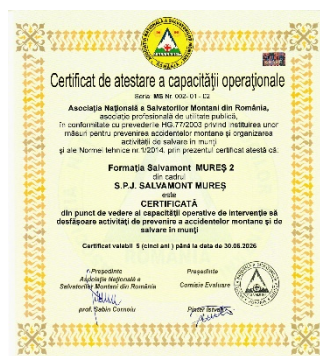 Certificat de atestare a capacității operaționale
Seria MS Nr. 002- 01 - C2
Asociația Națională a Salvatorilor Montani din România,
asociație profesională de utilitate publică,
în conformitate cu prevederile HG.77/2003 privind instituirea unor
măsuri pentru prevenirea accidentelor montane și organizarea
activității de salvare în munți
și ale Normei tehnice nr.1/2014, prin prezentul certificat atestă că:
Formația Salvamont MUREȘ 2
din cadrul
S.P.J. SALVAMONT MUREȘ
este
CERTIFICATĂ
din punct de vedere al capacității operative de intervenție să
desfășoare activități de prevenire a accidentelor montane și de
salvare în munți
Certificat valabil 5 (cinci ani ) până la data de 30.06.2026
Președinte
Asociația Națională a
Salvatorilor Montani din România
prof. Sabin Cornoiu
Președinte
Comisie Evaluare